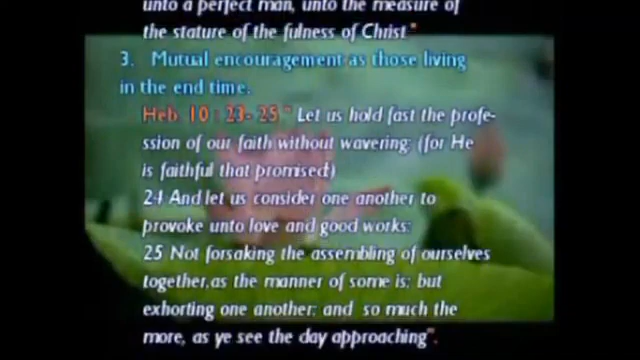 unto a perfect man, unto the measure of
the stature of the fulness of Christ"
3. Mutual encouragement as those living
in the end time.
Heb. 10 : 23- 25 " Let us hold fast the profe-
ssion of our faith without wavering; (for He
is faithful that promised;)
24 And let us consider one another to
provoke unto love and good works:
25 Not forsaking the assembling of ourselves
together,as the manner of some is; but
exhorting one another: and so much the
more, as ye see the day approaching".